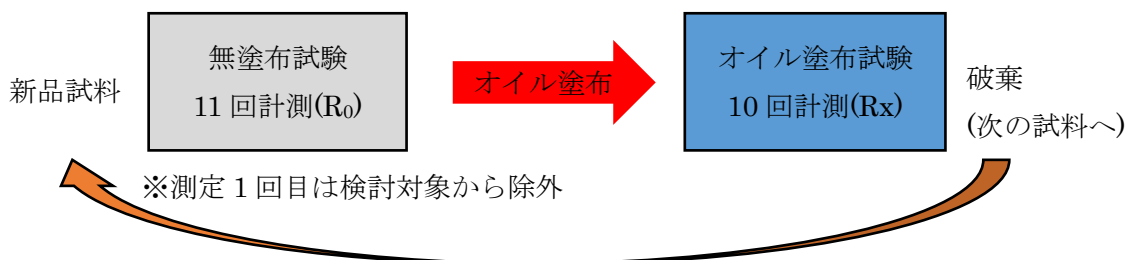 新品試料
無塗布試験
11 回計測(R₀)
オイル塗布
オイル塗布試験
10 回計測(Rx)
破棄
(次の試料へ)
※測定 1 回目は検討対象から除外